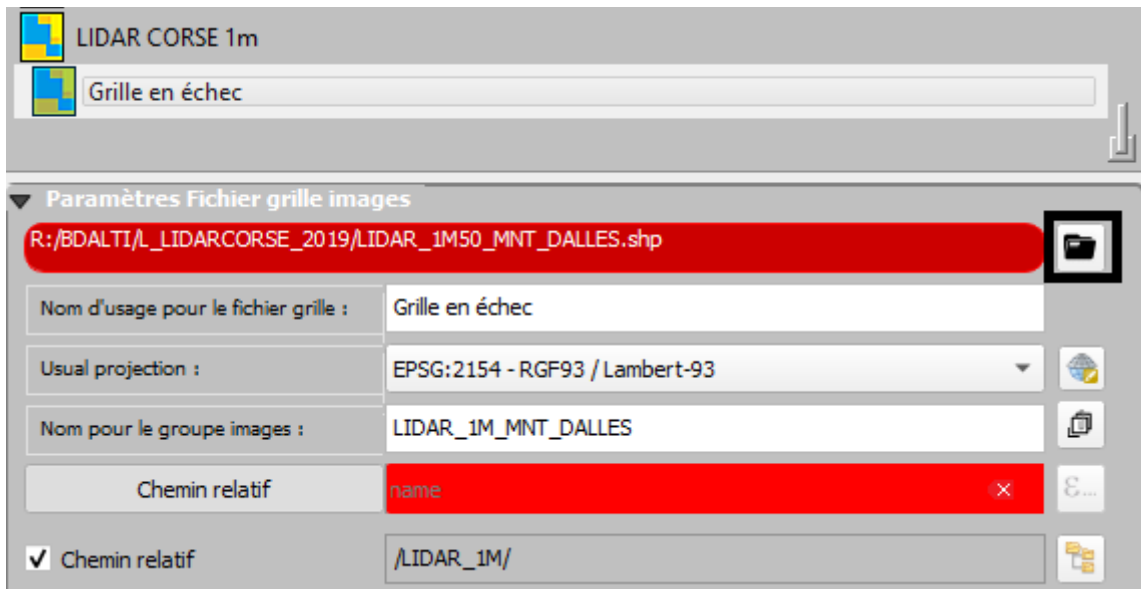 LIDAR CORSE 1m
Grille en échec
Paramètres Fichier grille images
R:/BDALTI/L_LIDARCORSE_2019/LIDAR_1M50_MNT_DALLES.shp
Nom d'usage pour le fichier grille : Grille en échec
Usual projection : EPSG:2154 - RGF93 / Lambert-93
Nom pour le groupe images : LIDAR_1M_MNT_DALLES
Chemin relatif name ε...
Chemin relatif /LIDAR_1M/